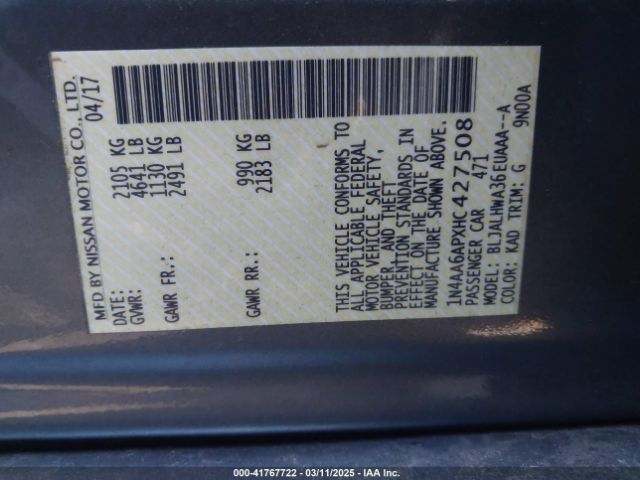 MFD BY NISSAN MOTOR CO., LTD.
DATE: 04/17
GVWR: 2105 KG
4641 LB
GAWR FR.: 1130 KG
2491 LB
GAWR RR.: 990 KG
2183 LB
THIS VEHICLE CONFORMS TO
ALL APPLICABLE FEDERAL
MOTOR VEHICLE SAFETY,
BUMPER, AND THEFT
PREVENTION STANDARDS IN
EFFECT ON THE DATE OF
MANUFACTURE SHOWN ABOVE.
1N4AA6APXHC427508
PASSENGER CAR 471
MODEL: BLJALHWA36EUAAA--A
COLOR: KAD TRIM: G 9N00A
000-41767722 - 03/11/2025 - IAA Inc.